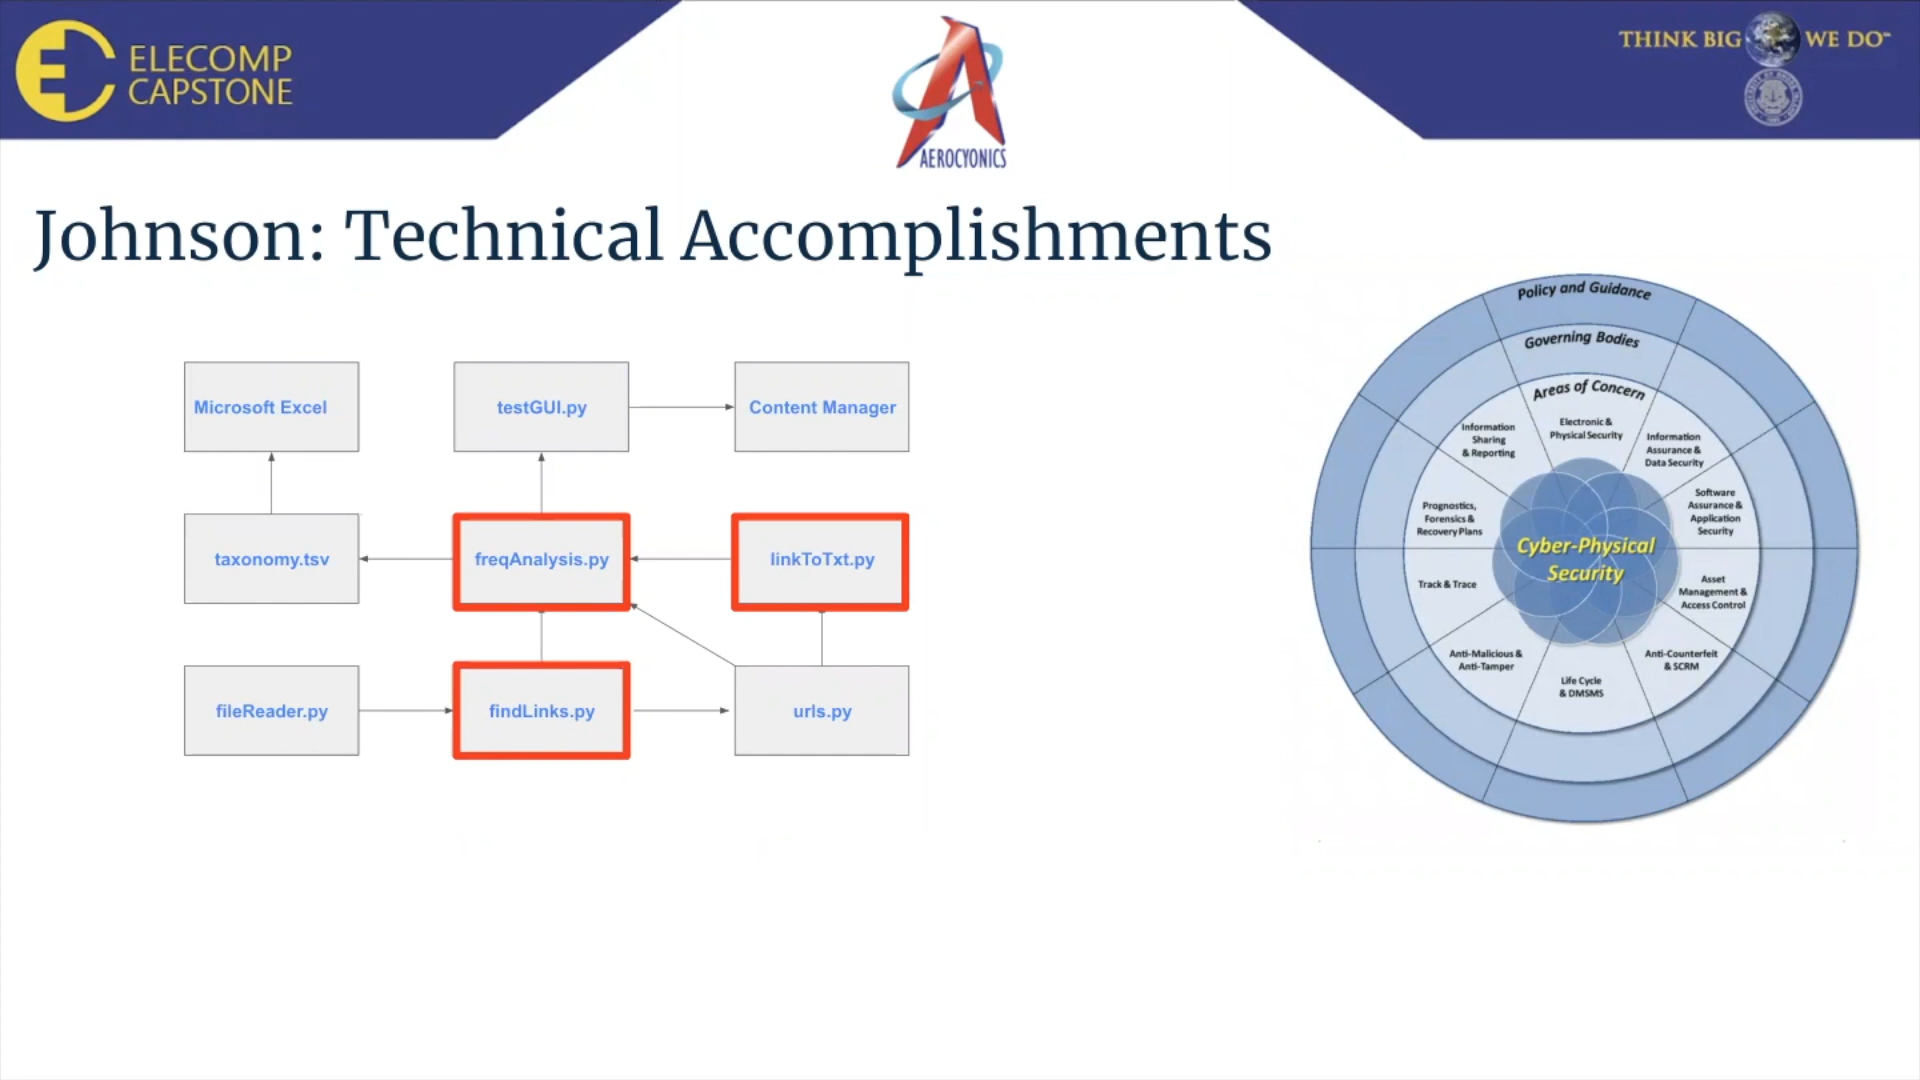 ELECOMP
CAPSTONE
AEROCYONICS
THINK BIG WE DO℠
Johnson: Technical Accomplishments
Microsoft Excel
testGUI.py
Content Manager
taxonomy.tsv
freqAnalysis.py
linkToTxt.py
fileReader.py
findLinks.py
urls.py
Policy and Guidance
Governing Bodies
Areas of Concern
Electronic &
Physical Security
Information
Sharing
& Reporting
Information
Assurance &
Data Security
Prognostics,
Forensics &
Recovery Plans
Software
Assurance &
Application
Security
Cyber-Physical
Security
Track & Trace
Asset
Management &
Access Control
Anti-Malicious &
Anti-Tamper
Anti-Counterfeit
& SCRM
Life Cycle
& DMSMS